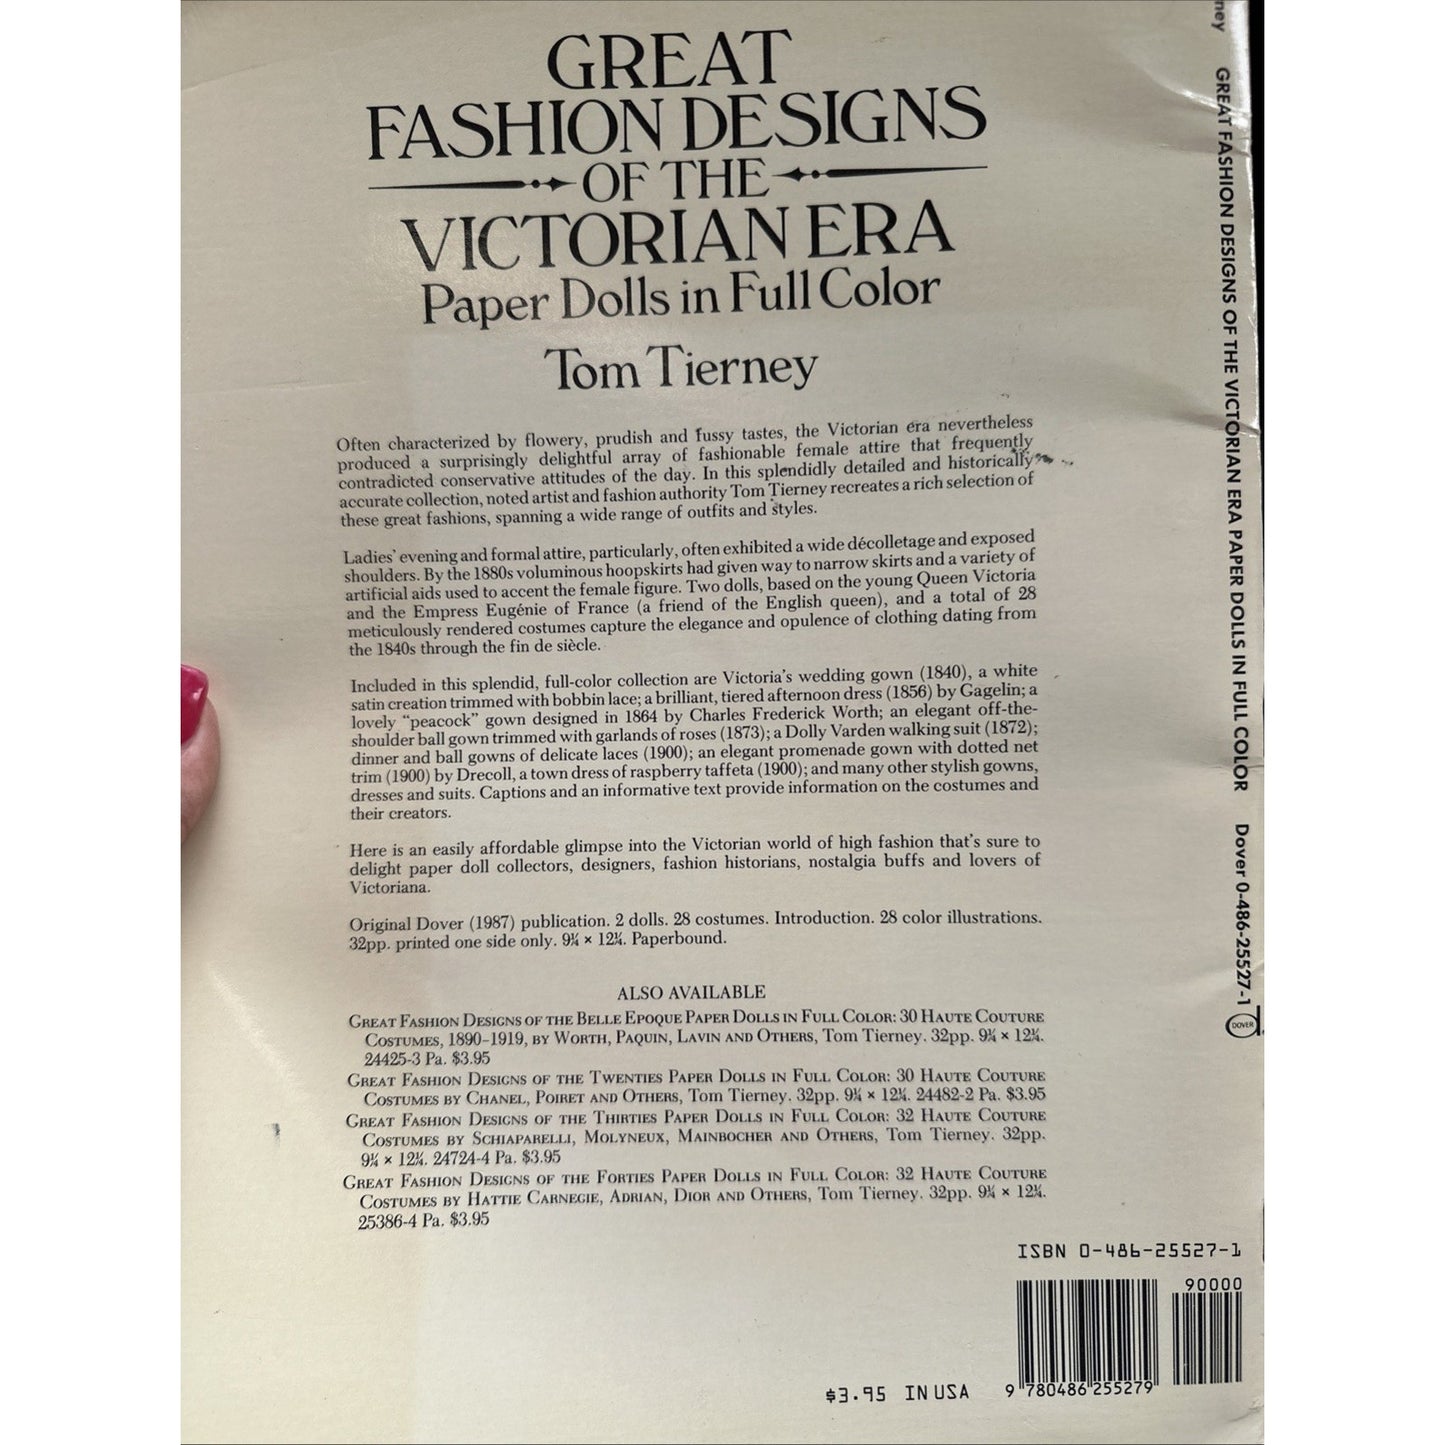 GREAT
FASHION DESIGNS
OF THE
VICTORIAN ERA
Paper Dolls in Full Color
Tom Tierney
Often characterized by flowery, prudish and fussy tastes, the Victorian era nevertheless
produced a surprisingly delightful array of fashionable female attire that frequently
contradicted conservative attitudes of the day. In this splendidly detailed and historically
accurate collection, noted artist and fashion authority Tom Tierney recreates a rich selection of
these great fashions, spanning a wide range of outfits and styles.
Ladies' evening and formal attire, particularly, often exhibited a wide décolletage and exposed
shoulders. By the 1880s voluminous hoopskirts had given way to narrow skirts and a variety of
artificial aids used to accent the female figure. Two dolls, based on the young Queen Victoria
and the Empress Eugénie of France (a friend of the English queen), and a total of 28
meticulously rendered costumes capture the elegance and opulence of clothing dating from
the 1840s through the fin de siècle.
Included in this splendid, full-color collection are Victoria's wedding gown (1840), a white
satin creation trimmed with bobbin lace; a brilliant, tiered afternoon dress (1856) by Gagelin; a
lovely "peacock" gown designed in 1864 by Charles Frederick Worth; an elegant off-the-
shoulder ball gown trimmed with garlands of roses (1873); a Dolly Varden walking suit (1872);
dinner and ball gowns of delicate laces (1900); an elegant promenade gown with dotted net
trim (1900) by Drecoll, a town dress of raspberry taffeta (1900); and many other stylish gowns,
dresses and suits. Captions and an informative text provide information on the costumes and
their creators.
Here is an easily affordable glimpse into the Victorian world of high fashion that's sure to
delight paper doll collectors, designers, fashion historians, nostalgia buffs and lovers of
Victoriana.
Original Dover (1987) publication. 2 dolls. 28 costumes. Introduction. 28 color illustrations.
32pp. printed one side only. 9¼ × 12¼. Paperbound.
ALSO AVAILABLE
GREAT FASHION DESIGNS OF THE BELLE EPOQUE PAPER DOLLS IN FULL COLOR: 30 HAUTE COUTURE
COSTUMES, 1890–1919, BY WORTH, PAQUIN, LAVIN AND OTHERS, Tom Tierney. 32pp. 9¼ × 12¼.
24425-3 Pa. $3.95
GREAT FASHION DESIGNS OF THE TWENTIES PAPER DOLLS IN FULL COLOR: 30 HAUTE COUTURE
COSTUMES BY CHANEL, POIRET AND OTHERS, Tom Tierney. 32pp. 9¼ × 12¼. 24482-2 Pa. $3.95
GREAT FASHION DESIGNS OF THE THIRTIES PAPER DOLLS IN FULL COLOR: 32 HAUTE COUTURE
COSTUMES BY SCHIAPARELLI, MOLYNEUX, MAINBOCHER AND OTHERS, Tom Tierney. 32pp.
9¼ × 12¼. 24724-4 Pa. $3.95
GREAT FASHION DESIGNS OF THE FORTIES PAPER DOLLS IN FULL COLOR: 32 HAUTE COUTURE
COSTUMES BY HATTIE CARNEGIE, ADRIAN, DIOR AND OTHERS, Tom Tierney. 32pp. 9¼ × 12¼.
25386-4 Pa. $3.95
ISBN 0-486-25527-1
90000
9 780486 255279
$3.95 IN USA
ney GREAT FASHION DESIGNS OF THE VICTORIAN ERA PAPER DOLLS IN FULL COLOR Dover 0-486-25527-1
DOVER